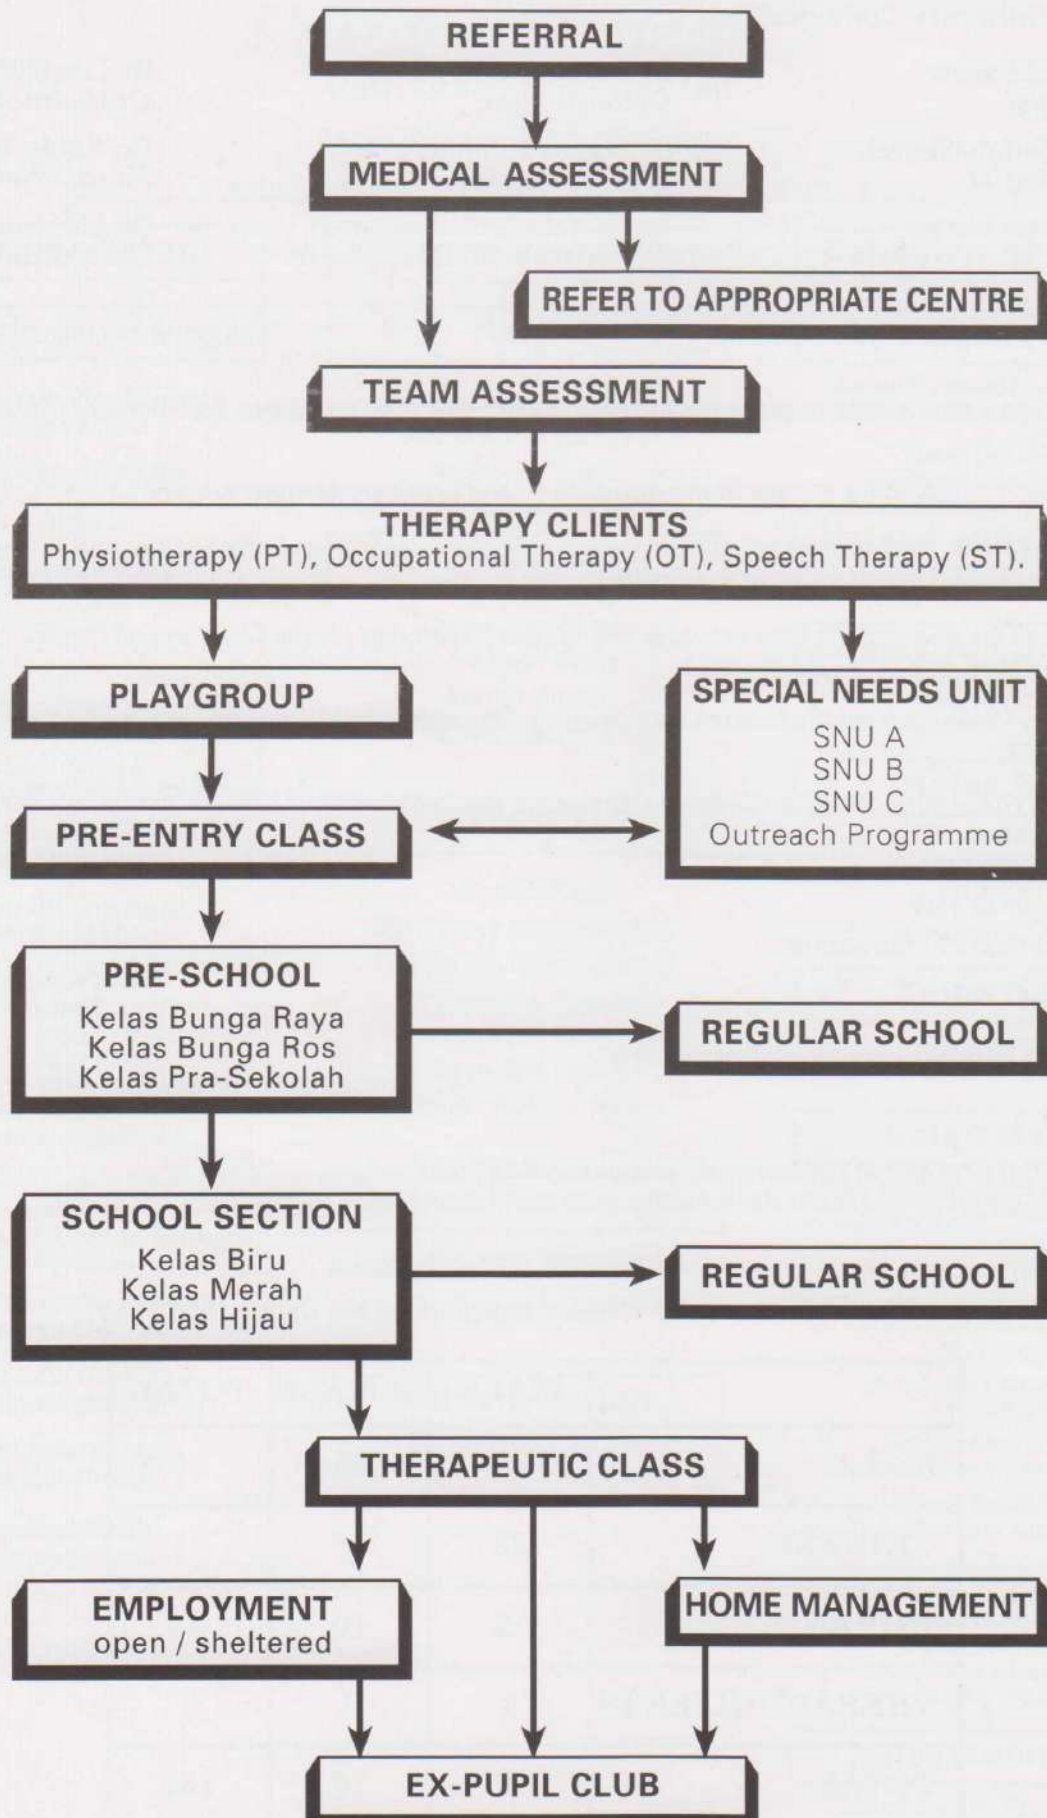 REFERRAL
MEDICAL ASSESSMENT
REFER TO APPROPRIATE CENTRE
TEAM ASSESSMENT
THERAPY CLIENTS
Physiotherapy (PT), Occupational Therapy (OT), Speech Therapy (ST).
PLAYGROUP
SPECIAL NEEDS UNIT
SNU A
SNU B
SNU C
Outreach Programme
PRE-ENTRY CLASS
PRE-SCHOOL
Kelas Bunga Raya
Kelas Bunga Ros
Kelas Pra-Sekolah
REGULAR SCHOOL
SCHOOL SECTION
Kelas Biru
Kelas Merah
Kelas Hijau
REGULAR SCHOOL
THERAPEUTIC CLASS
EMPLOYMENT
open / sheltered
HOME MANAGEMENT
EX-PUPIL CLUB